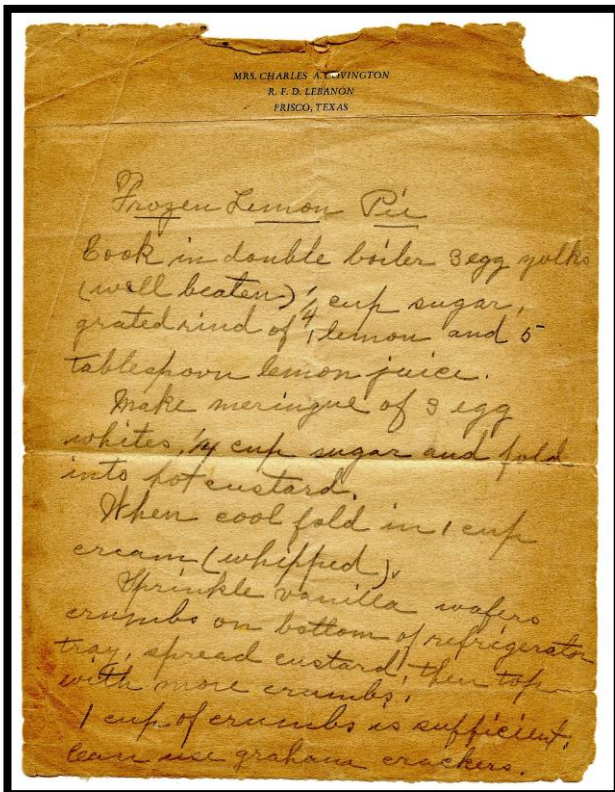 MRS. CHARLES A. COVINGTON
R. F. D. LEBANON
FRISCO, TEXAS
Frozen Lemon Pie
Cook in double boiler 3 egg yolks
(well beaten) 1/4 cup sugar,
grated rind of 1 lemon and 5
tablespoon lemon juice.
Make meringue of 3 egg
whites, 1/4 cup sugar and fold
into hot custard.
When cool fold in 1 cup
cream (whipped).
Sprinkle vanilla wafers
crumbs on bottom of refrigerator
tray, spread custard, then top
with more crumbs.
1 cup of crumbs is sufficient.
Can use graham crackers.